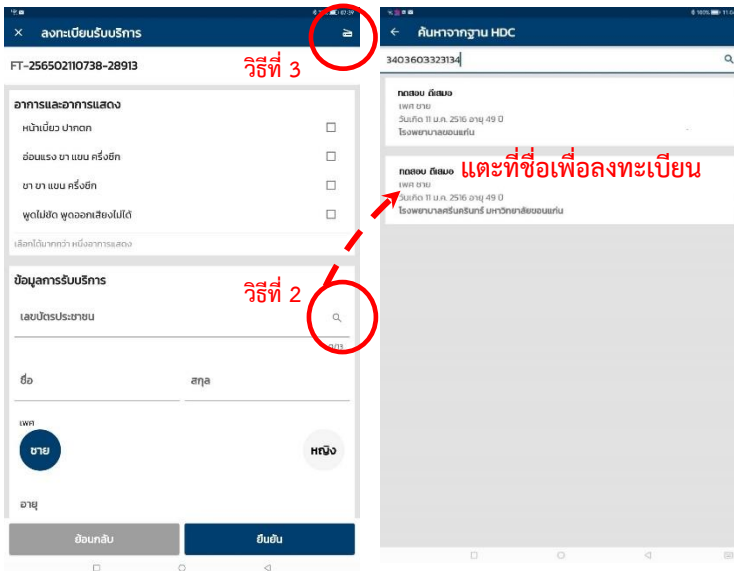 82:39
ลงทะเบียนรับบริการ
FT-256502110738-28913
วิธีที่ 3
อาการและอาการแสดง
หน้าเบี้ยว ปากตก
อ่อนแรง ขา แขน ครึ่งซีก
ชา ขา แขน ครึ่งซีก
พูดไม่ชัด พูดออกเสียงไม่ได้
เลือกได้มากกว่า หนึ่งอาการแสดง
ข้อมูลการรับบริการ
วิธีที่ 2
เลขบัตรประชาชน
0/13
ชื่อ
สกุล
เพศ
ชาย
หญิง
อายุ
ย้อนกลับ
ยืนยัน
100%
ค้นหาจากฐาน HDC
3403603323134
ทดสอบ ดีเสมอ
เพศ ชาย
วันเกิด 11 ม.ค. 2516 อายุ 49 ปี
โรงพยาบาลขอนแก่น
ทดสอบ ดีเสมอ
แตะที่ชื่อเพื่อลงทะเบียน
เพศ ชาย
วันเกิด 11 ม.ค. 2516 อายุ 49 ปี
โรงพยาบาลศรีนครินทร์ มหาวิทยาลัยขอนแก่น